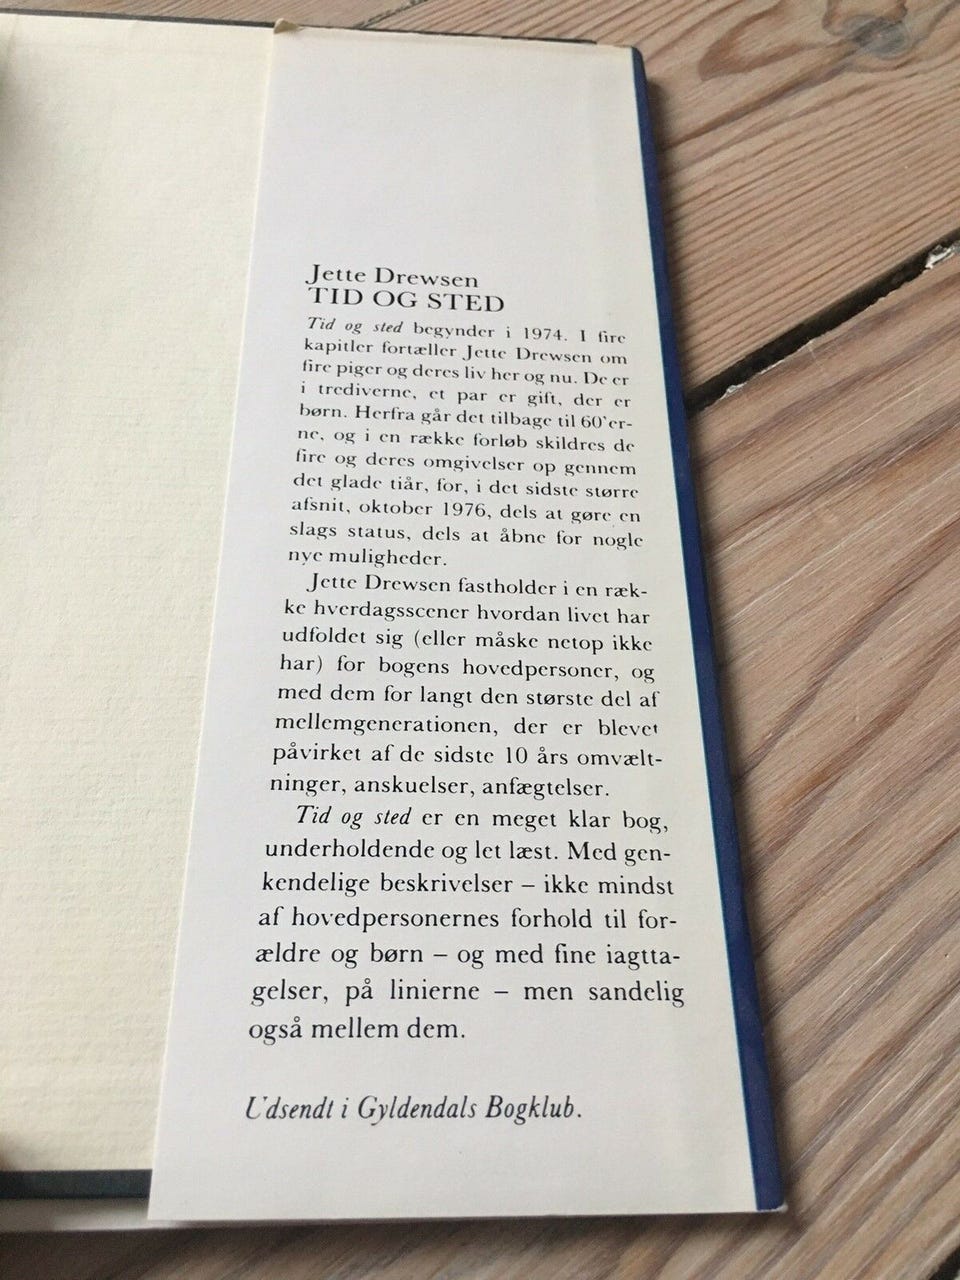 Jette Drewsen
TID OG STED
Tid og sted begynder i 1974. I fire
kapitler fortæller Jette Drewsen om
fire piger og deres liv her og nu. De er
i trediverne, et par er gift, der er
børn. Herfra går det tilbage til 60'er-
ne, og i en række forløb skildres de
fire og deres omgivelser op gennem
det glade tiår, for, i det sidste større
afsnit, oktober 1976, dels at gøre en
slags status, dels at åbne for nogle
nye muligheder.
Jette Drewsen fastholder i en ræk-
ke hverdagsscener hvordan livet har
udfoldet sig (eller måske netop ikke
har) for bogens hovedpersoner, og
med dem for langt den største del af
mellemgenerationen, der er blevet
påvirket af de sidste 10 års omvælt-
ninger, anskuelser, anfægtelser.
Tid og sted er en meget klar bog,
underholdende og let læst. Med gen-
kendelige beskrivelser – ikke mindst
af hovedpersonernes forhold til for-
ældre og børn – og med fine iagtta-
gelser, på linierne – men sandelig
også mellem dem.
Udsendt i Gyldendals Bogklub.